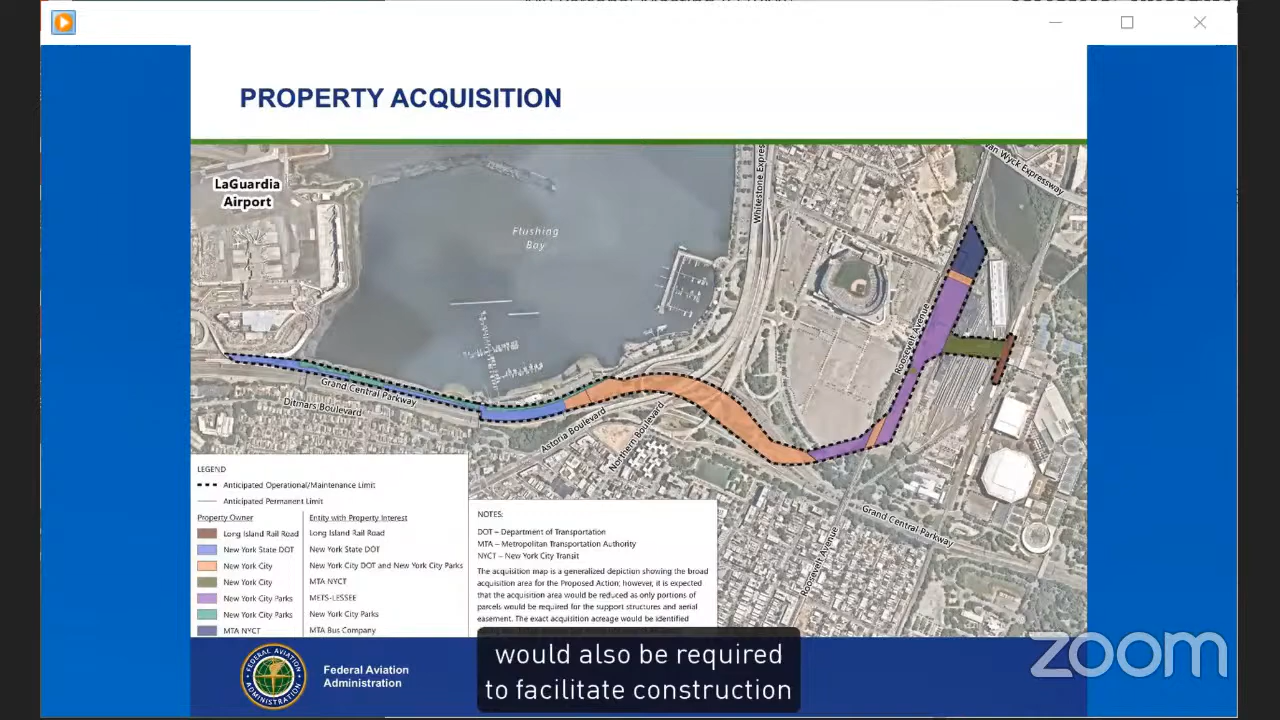 PROPERTY ACQUISITION
LaGuardia
Airport
Flushing
Bay
Whitestone Expres
Van Wyck Expressway
Roosevelt Avenue
Grand Central Parkway
Ditmars Boulevard
Astoria Boulevard
Northern Boulevard
Grand Central Parkway
Roosevelt Avenue
LEGEND
Anticipated Operational/Maintenance Limit
Anticipated Permanent Limit
Property Owner Entity with Property Interest
Long Island Rail Road Long Island Rail Road
New York State DOT New York State DOT
New York City New York City DOT and New York City Parks
New York City MTA NYCT
New York City Parks METS-LESSEE
New York City Parks New York City Parks
MTA NYCT MTA Bus Company
NOTES:
DOT – Department of Transportation
MTA – Metropolitan Transportation Authority
NYCT – New York City Transit
The acquisition map is a generalized depiction showing the broad
acquisition area for the Proposed Action; however, it is expected
that the acquisition area would be reduced as only portions of
parcels would be required for the support structures and aerial
easement. The exact acquisition acreage would be identified
would also be required
to facilitate construction
FEDERAL AVIATION
ADMINISTRATION
Federal Aviation
Administration
zoom